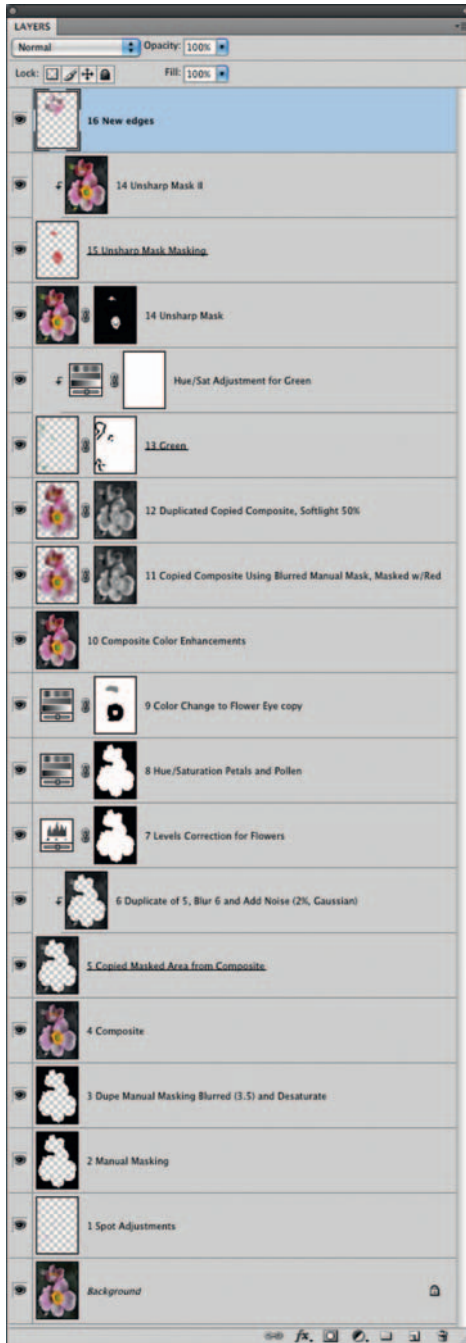 LAYERS
Normal Opacity: 100%
Lock: Fill: 100%
16 New edges
14 Unsharp Mask II
15 Unsharp Mask Masking
14 Unsharp Mask
Hue/Sat Adjustment for Green
13 Green
12 Duplicated Copied Composite, Softlight 50%
11 Copied Composite Using Blurred Manual Mask, Masked w/Red
10 Composite Color Enhancements
9 Color Change to Flower Eye copy
8 Hue/Saturation Petals and Pollen
7 Levels Correction for Flowers
6 Duplicate of 5, Blur 6 and Add Noise (2%, Gaussian)
5 Copied Masked Area from Composite
4 Composite
3 Dupe Manual Masking Blurred (3.5) and Desaturate
2 Manual Masking
1 Spot Adjustments
Background
fx